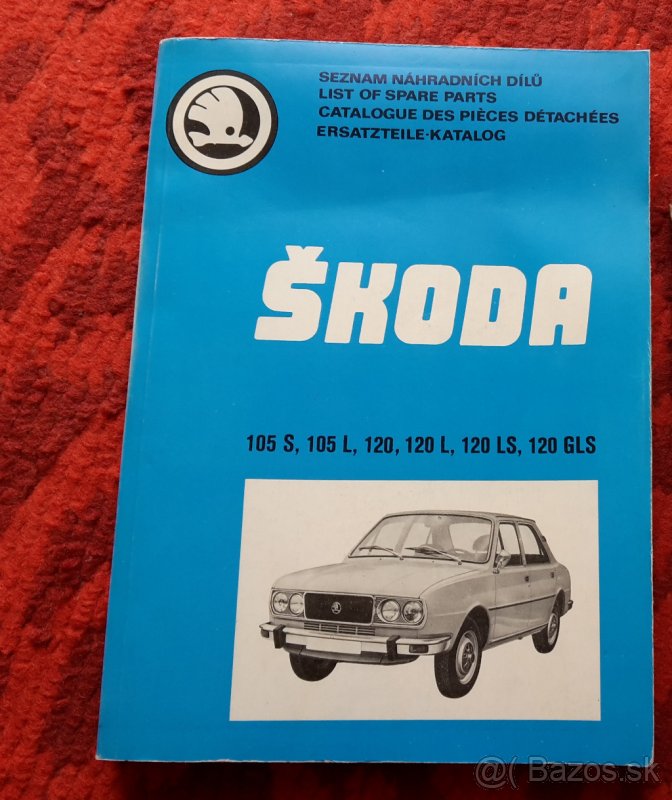 SEZNAM NÁHRADNÍCH DÍLŮ
LIST OF SPARE PARTS
CATALOGUE DES PIÈCES DÉTACHÉES
ERSATZTEILE-KATALOG
ŠKODA
105 S, 105 L, 120, 120 L, 120 LS, 120 GLS
@( Bazos.sk